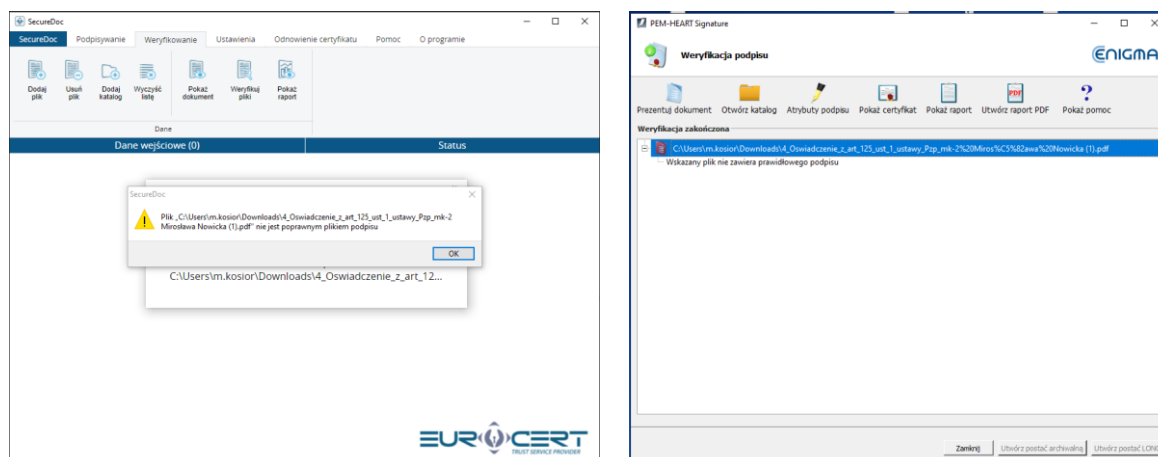 SecureDoc
SecureDoc Podpisywanie Weryfikowanie Ustawienia Odnowienie certyfikatu Pomoc O programie
Dodaj plik
Usuń plik
Dodaj katalog
Wyczyść listę
Pokaż dokument
Weryfikuj pliki
Pokaż raport
Dane
Dane wejściowe (0) Status
SecureDoc
Plik „C:\Users\m.kosior\Downloads\4_Oswiadczenie_z_art_125_ust_1_ustawy_Pzp_mk-2
Mirosława Nowicka (1).pdf" nie jest poprawnym plikiem podpisu
OK
C:\Users\m.kosior\Downloads\4_Oswiadczenie_z_art_12...
EUROCERT
TRUST SERVICE PROVIDER
PEM-HEART Signature
Weryfikacja podpisu
ENIGMA
Prezentuj dokument Otwórz katalog Atrybuty podpisu Pokaż certyfikat Pokaż raport Utwórz raport PDF Pokaż pomoc
Weryfikacja zakończona
C:\Users\m.kosior\Downloads\4_Oswiadczenie_z_art_125_ust_1_ustawy_Pzp_mk-2%20Miros%C5%82awa%20Nowicka (1).pdf
Wskazany plik nie zawiera prawidłowego podpisu
Zamknij Utwórz postać archiwalną Utwórz postać LONG